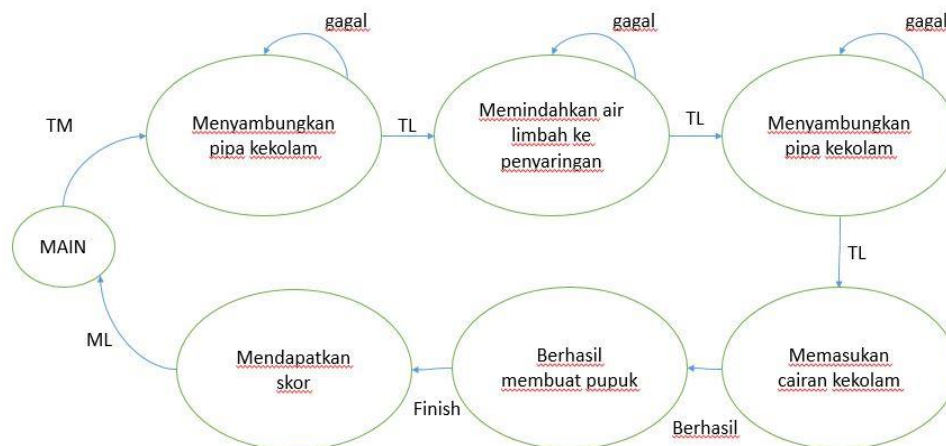 gagal
gagal
gagal
TM
Menyambungkan
pipa kekolam
TL
Memindahkan air
limbah ke
penyaringan
TL
Menyambungkan
pipa kekolam
MAIN
TL
ML
Mendapatkan
skor
Finish
Berhasil
membuat pupuk
Berhasil
Memasukan
cairan kekolam